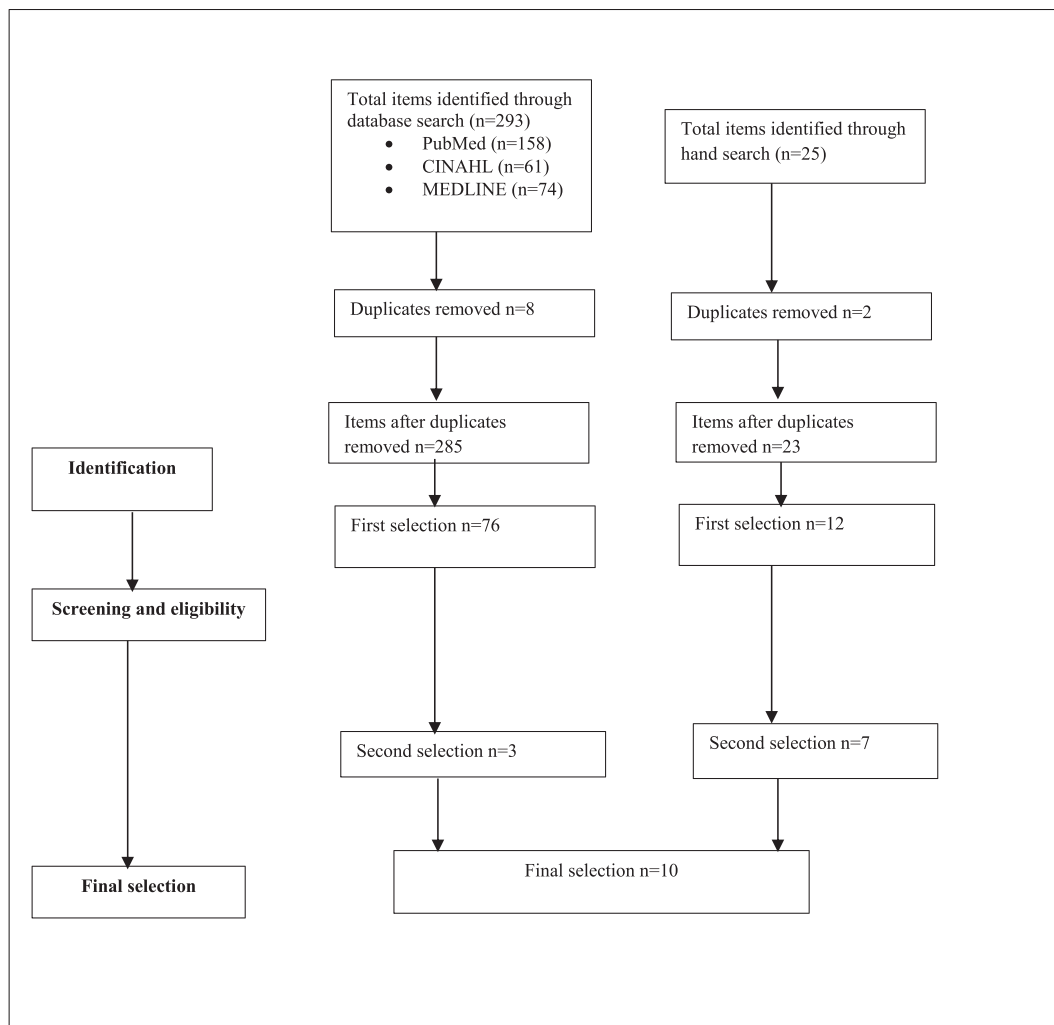 Total items identified through
database search (n=293)
• PubMed (n=158)
• CINAHL (n=61)
• MEDLINE (n=74)
Total items identified through
hand search (n=25)
Duplicates removed n=8
Duplicates removed n=2
Items after duplicates
removed n=285
Items after duplicates
removed n=23
Identification
First selection n=76
First selection n=12
Screening and eligibility
Second selection n=3
Second selection n=7
Final selection n=10
Final selection